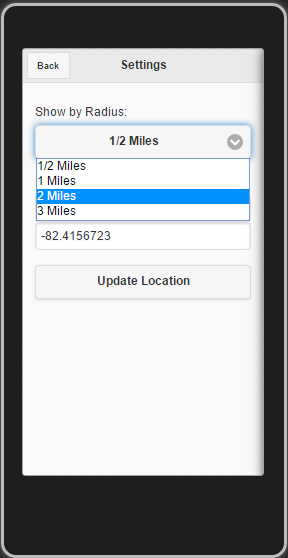 Back
Settings
Show by Radius:
1/2 Miles
1/2 Miles
1 Miles
2 Miles
3 Miles
-82.4156723
Update Location